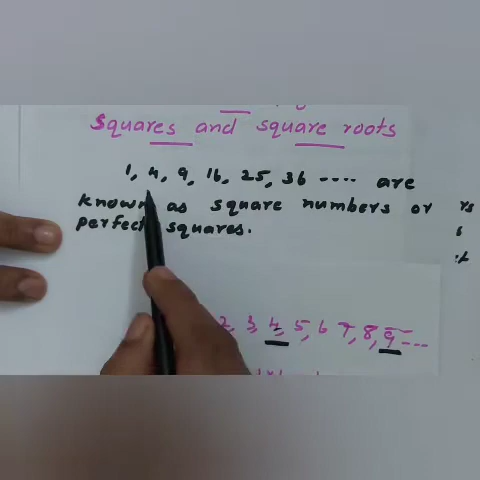 squares and square roots
1, 4, 9, 16, 25, 36 .... are
known as square numbers or
perfect squares.
rs
2, 3, 4, 5, 6 7, 8, 9 ....